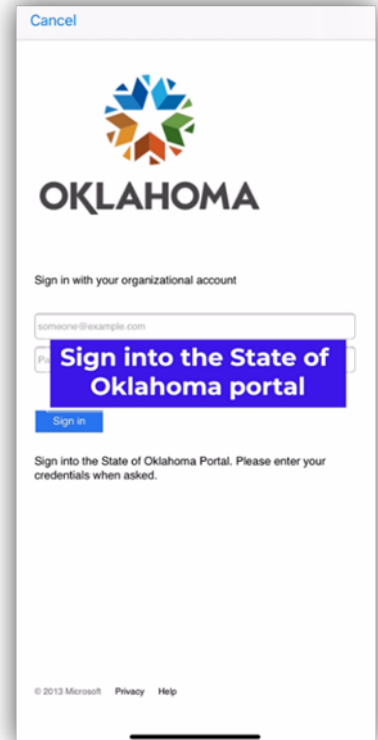 Cancel
OKLAHOMA
Sign in with your organizational account
someone@example.com
Sign into the State of
Oklahoma portal
Sign in
Sign into the State of Oklahoma Portal. Please enter your
credentials when asked.
© 2013 Microsoft Privacy Help